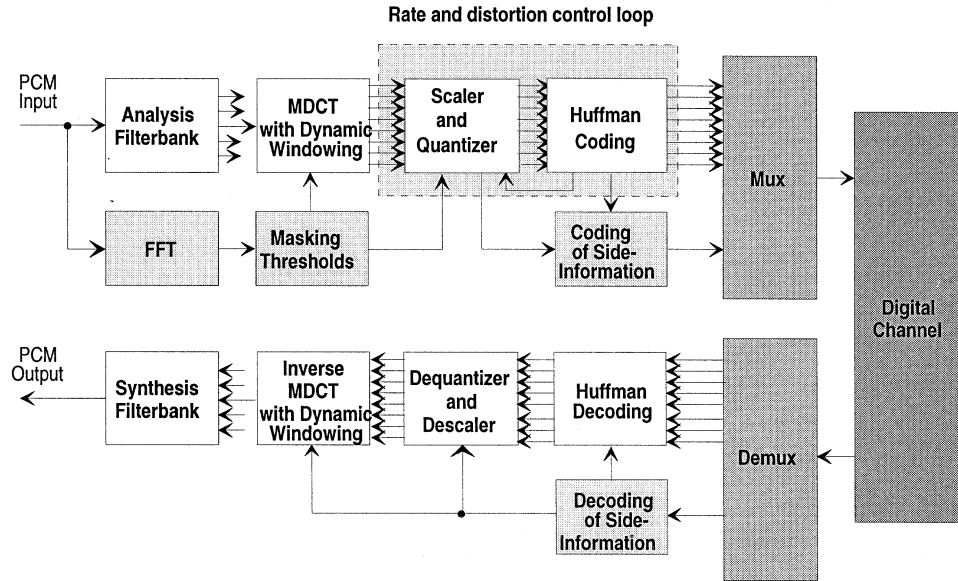 Rate and distortion control loop
PCM
Input
Analysis
Filterbank
MDCT
with Dynamic
Windowing
Scaler
and
Quantizer
Huffman
Coding
Mux
FFT
Masking
Thresholds
Coding
of Side-
Information
Digital
Channel
PCM
Output
Synthesis
Filterbank
Inverse
MDCT
with Dynamic
Windowing
Dequantizer
and
Descaler
Huffman
Decoding
Demux
Decoding
of Side-
Information